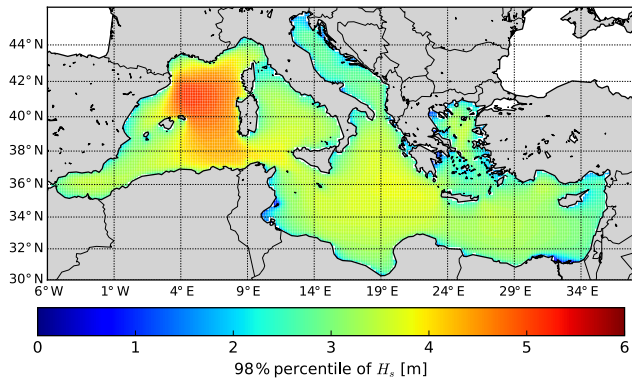 44° N
42° N
40° N
38° N
36° N
34° N
32° N
30° N
6° W 1° W 4° E 9° E 14° E 19° E 24° E 29° E 34° E
0 1 2 3 4 5 6
98% percentile of Hₛ [m]